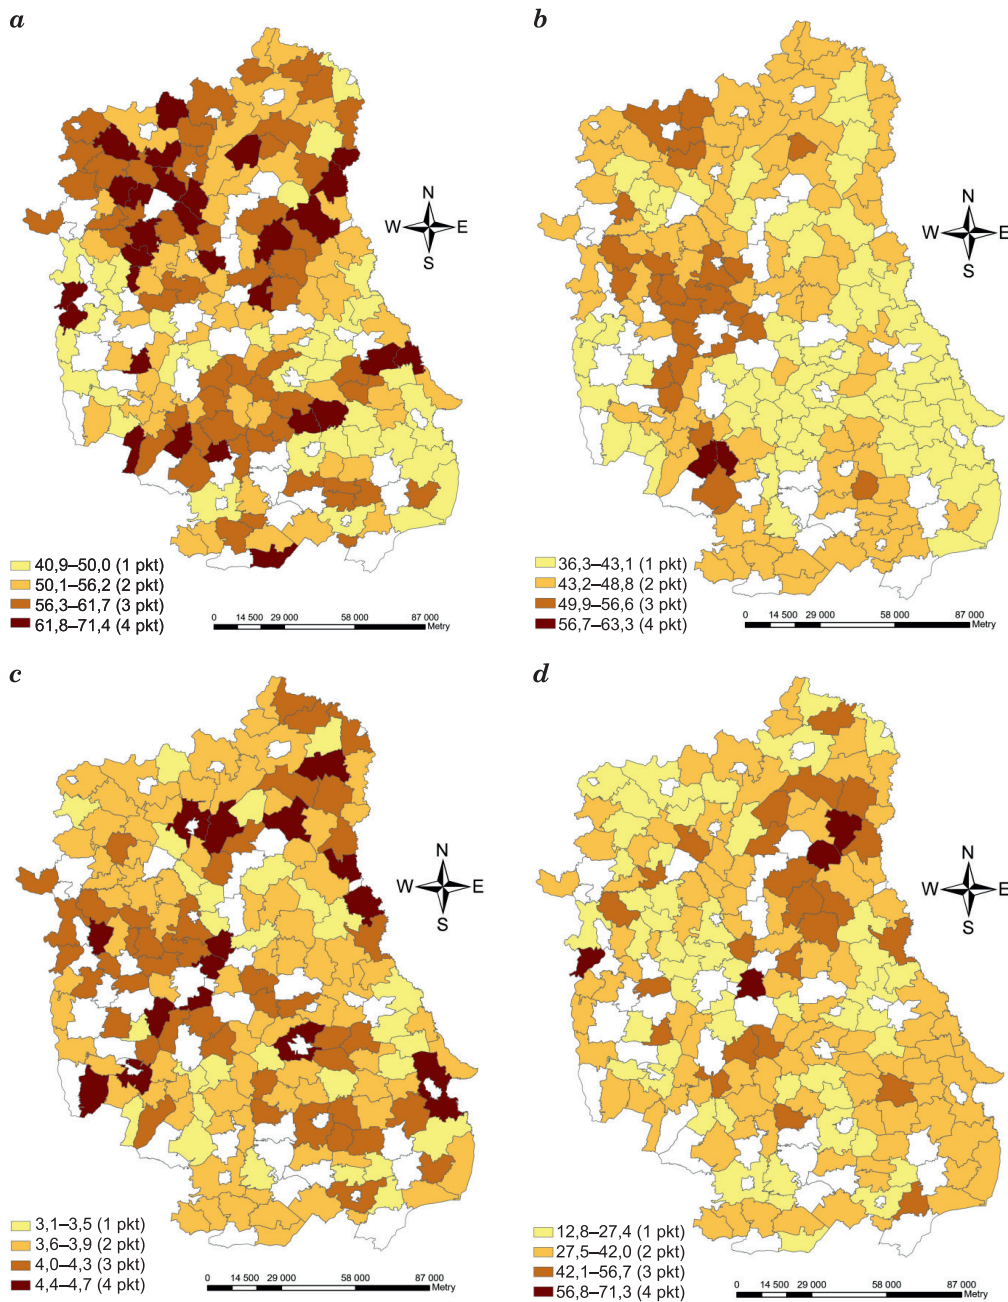 a
N
W E
S
40,9–50,0 (1 pkt)
50,1–56,2 (2 pkt)
56,3–61,7 (3 pkt)
61,8–71,4 (4 pkt)
0 14 500 29 000 58 000 87 000
Metry
b
N
W E
S
36,3–43,1 (1 pkt)
43,2–48,8 (2 pkt)
49,9–56,6 (3 pkt)
56,7–63,3 (4 pkt)
0 14 500 29 000 58 000 87 000
Metry
c
N
W E
S
3,1–3,5 (1 pkt)
3,6–3,9 (2 pkt)
4,0–4,3 (3 pkt)
4,4–4,7 (4 pkt)
0 14 500 29 000 58 000 87 000
Metry
d
N
W E
S
12,8–27,4 (1 pkt)
27,5–42,0 (2 pkt)
42,1–56,7 (3 pkt)
56,8–71,3 (4 pkt)
0 14 500 29 000 58 000 87 000
Metry